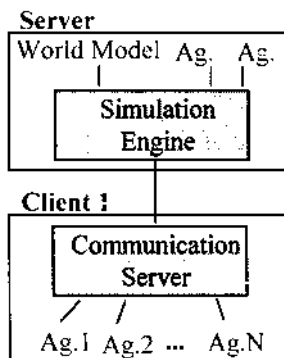 Server
World Model Ag. Ag.
Simulation
Engine
Client 1
Communication
Server
Ag.1 Ag.2 ... Ag.N